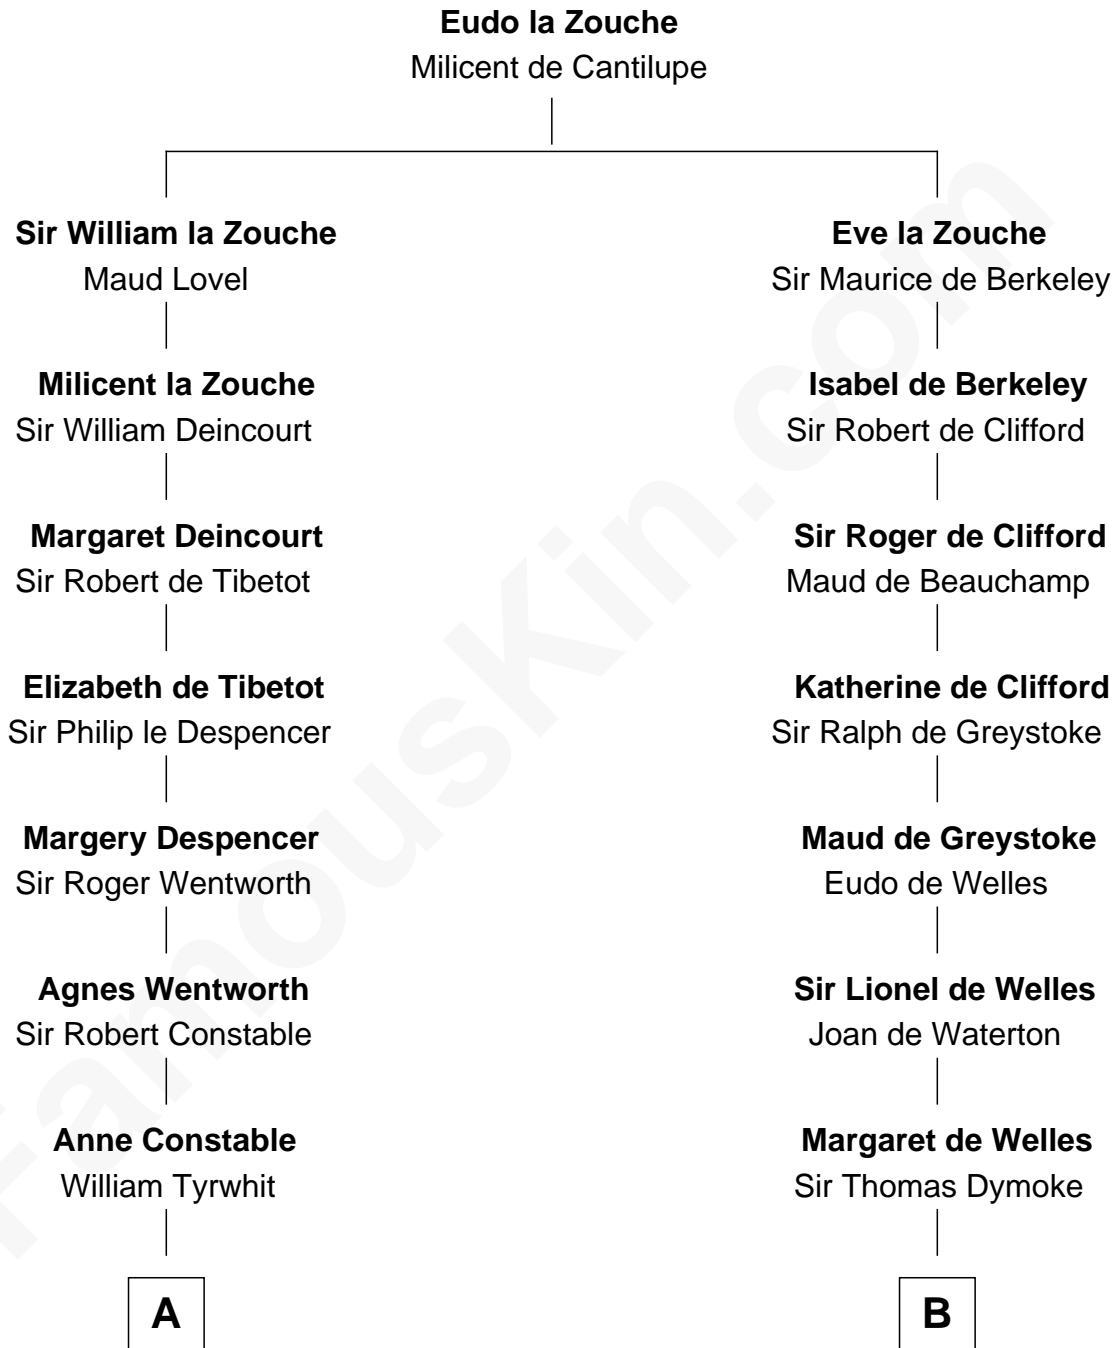 Eudo la Zouche
Milicent de Cantilupe
Sir William la Zouche
Maud Lovel
Eve la Zouche
Sir Maurice de Berkeley
Milicent la Zouche
Sir William Deincourt
Isabel de Berkeley
Sir Robert de Clifford
Margaret Deincourt
Sir Robert de Tibetot
Sir Roger de Clifford
Maud de Beauchamp
Elizabeth de Tibetot
Sir Philip le Despencer
Katherine de Clifford
Sir Ralph de Greystoke
Margery Despencer
Sir Roger Wentworth
Maud de Greystoke
Eudo de Welles
Agnes Wentworth
Sir Robert Constable
Sir Lionel de Welles
Joan de Waterton
Anne Constable
William Tyrwhit
Margaret de Welles
Sir Thomas Dymoke
A
B
FamousKin.com